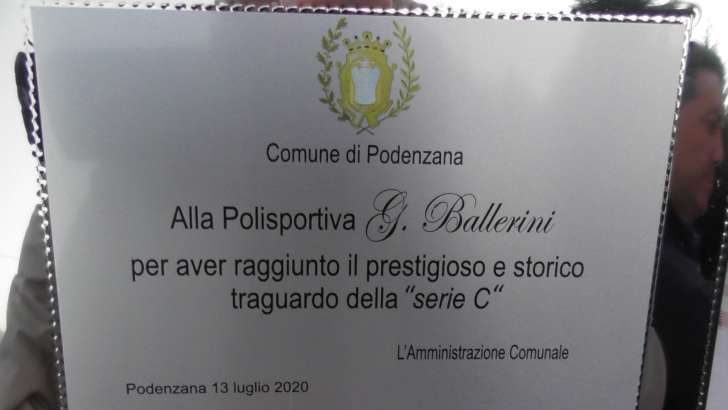 Comune di Podenzana
Alla Polisportiva G. Ballerini
per aver raggiunto il prestigioso e storico
traguardo della “serie C“
L'Amministrazione Comunale
Podenzana 13 luglio 2020